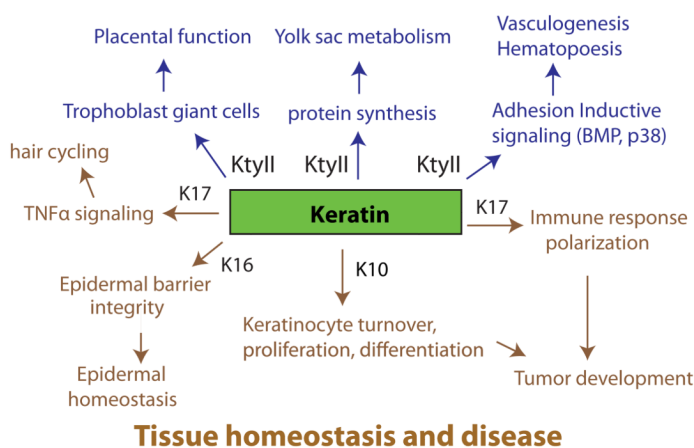 Placental function
Yolk sac metabolism
Vasculogenesis
Hematopoesis
Trophoblast giant cells
protein synthesis
Adhesion Inductive
signaling (BMP, p38)
hair cycling
KtyII
KtyII
KtyII
K17
TNFα signaling
Keratin
K17
Immune response
polarization
K16
K10
Epidermal barrier
integrity
Keratinocyte turnover,
proliferation, differentiation
Epidermal
homeostasis
Tumor development
Tissue homeostasis and disease